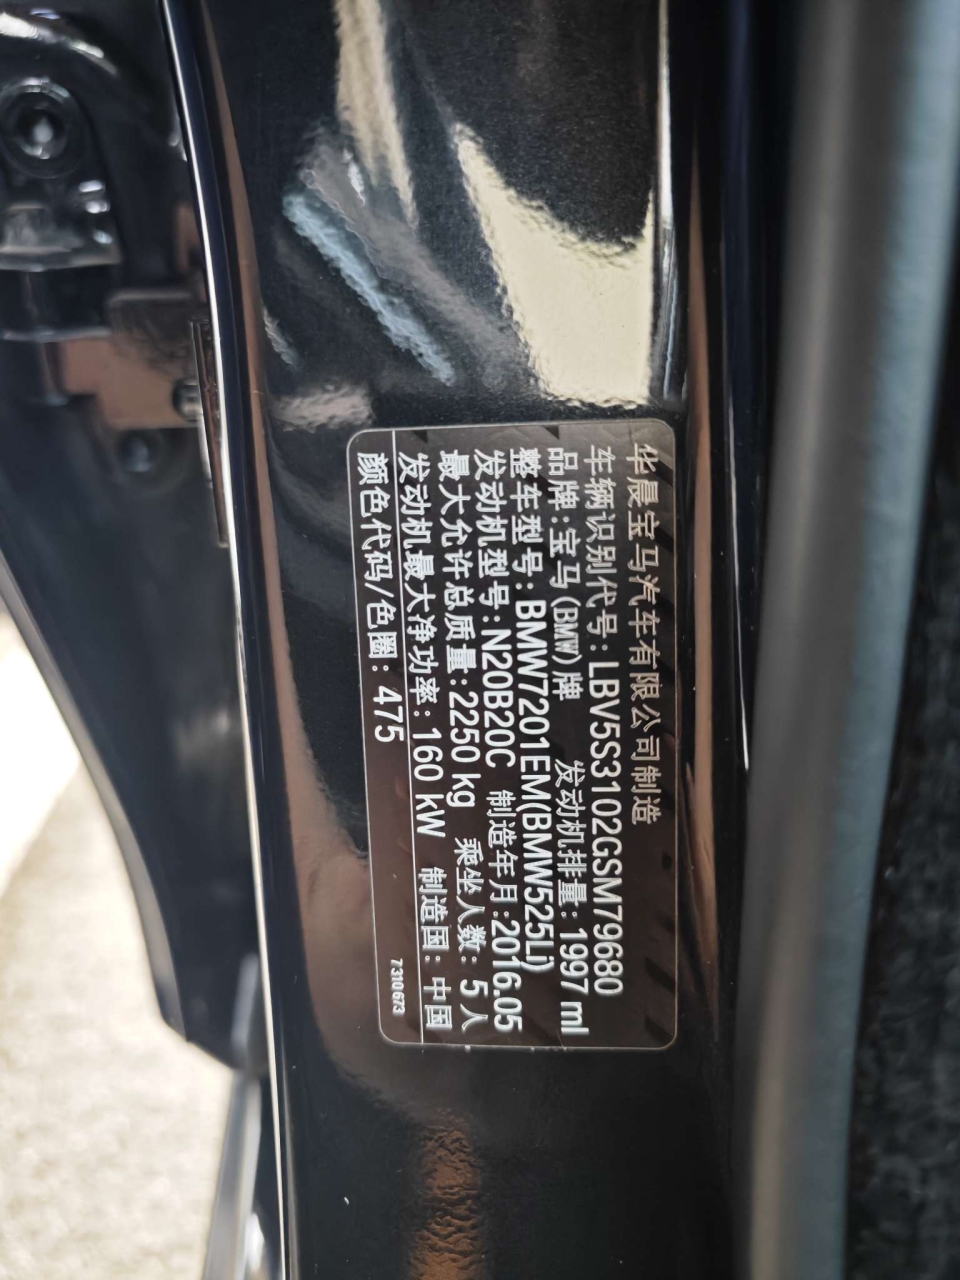 华晨宝马汽车有限公司制造
车辆识别代号：LBV5S3102GSM79680
品牌：宝马(BMW)牌 发动机排量：1997 ml
整车型号：BMW7201EM(BMW525Li)
发动机型号：N20B20C 制造年月：2016.05
最大允许总质量：2250 kg 乘坐人数：5 人
发动机最大净功率：160 kW 制造国：中国
颜色代码/色圈：475
7 310 673